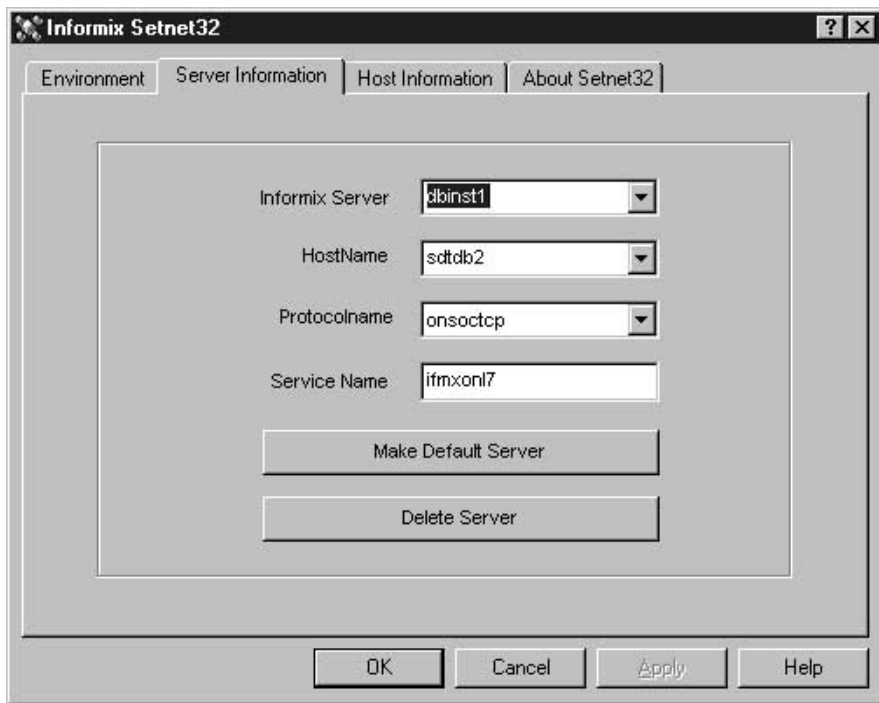 Informix Setnet32
Environment Server Information Host Information About Setnet32
Informix Server dbinst1
HostName sdtdb2
Protocolname onsoctcp
Service Name ifmxonl7
Make Default Server
Delete Server
OK Cancel Apply Help